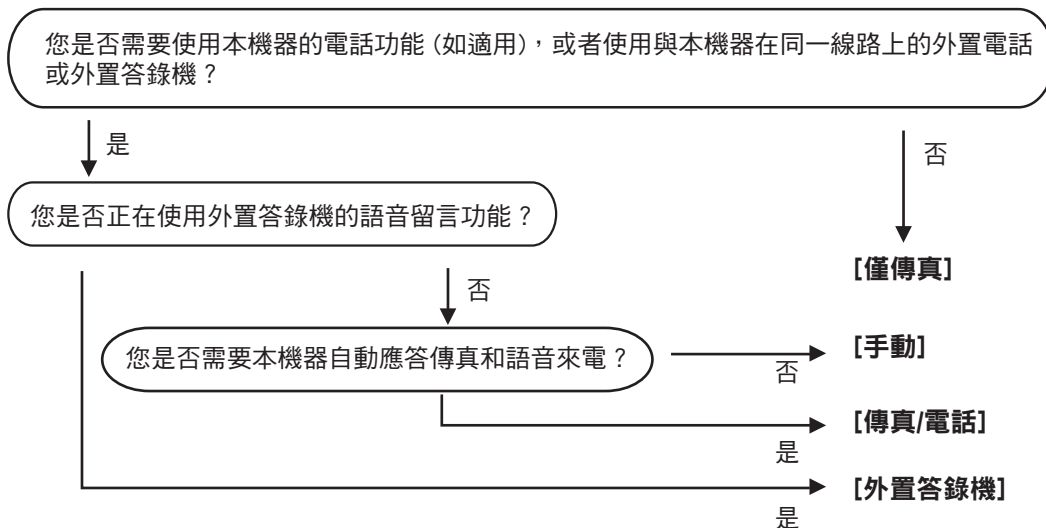 您是否需要使用本機器的電話功能 (如適用)，或者使用與本機器在同一線路上的外置電話
或外置答錄機？
是
否
您是否正在使用外置答錄機的語音留言功能？
[僅傳真]
否
您是否需要本機器自動應答傳真和語音來電？
[手動]
否
[傳真/電話]
是
[外置答錄機]
是